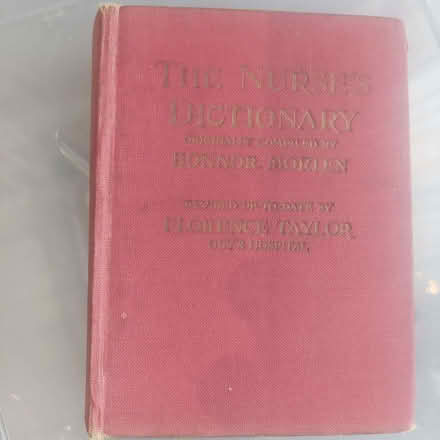 THE NURSE'S
DICTIONARY
ORIGINALLY COMPILED BY
HONNOR MORTEN
REVISED UP-TO-DATE BY
FLORENCE TAYLOR
GUY'S HOSPITAL